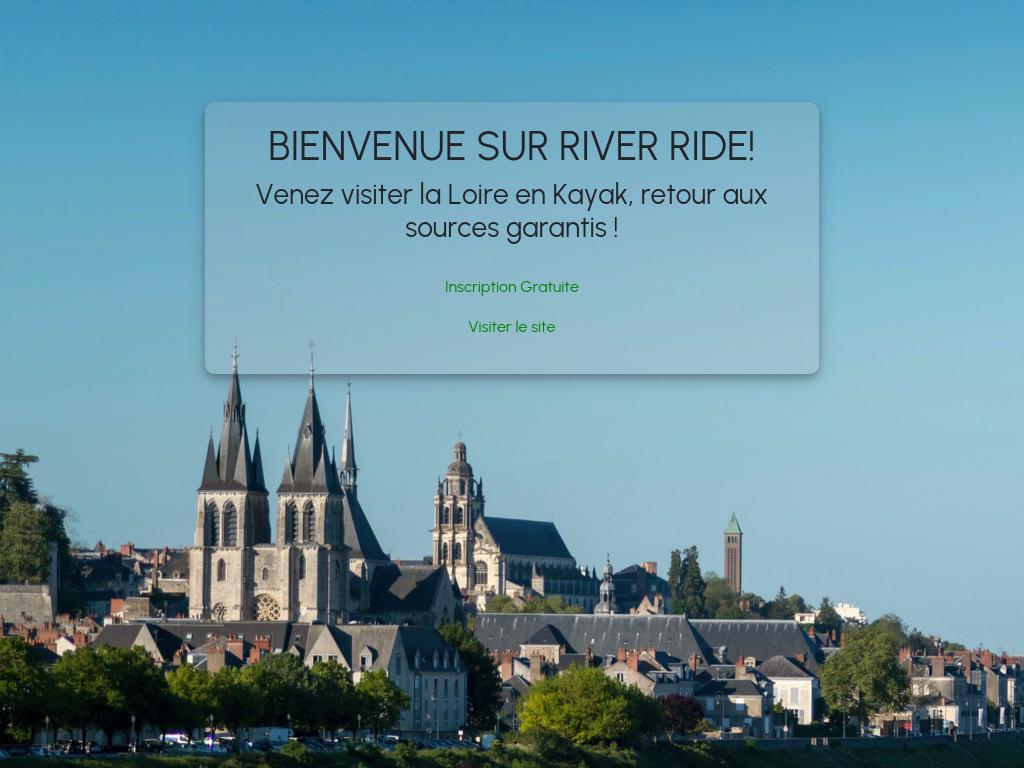 BIENVENUE SUR RIVER RIDE!
Venez visiter la Loire en Kayak, retour aux
sources garantis !
Inscription Gratuite
Visiter le site